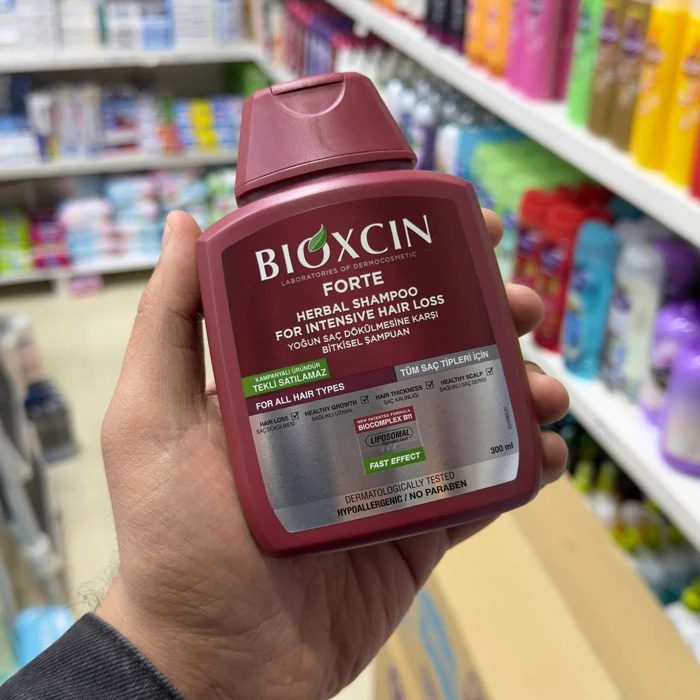 BIOXCIN
LABORATORIES OF DERMOCOSMETIC
FORTE
HERBAL SHAMPOO
FOR INTENSIVE HAIR LOSS
YOĞUN SAÇ DÖKÜLMESİNE KARŞI
BİTKİSEL ŞAMPUAN
KAMPANYALI ÜRÜNDÜR
TEKLİ SATILAMAZ
TÜM SAÇ TİPLERİ İÇİN
FOR ALL HAIR TYPES
HAIR LOSS ☑ HEALTHY GROWTH ☑ HAIR THICKNESS ☑ HEALTHY SCALP ☑
SAÇ DÖKÜLMESİ SAĞLIKLI UZAMA SAÇ KALINLIĞI SAĞLIKLI SAÇ DERİSİ
NEW PATENTED FORMULA
BIOCOMPLEX B11
LIPOSOMAL
TECHNOLOGY
FAST EFFECT
300 ml
DERMATOLOGICALLY TESTED
HYPOALLERGENIC / NO PARABEN